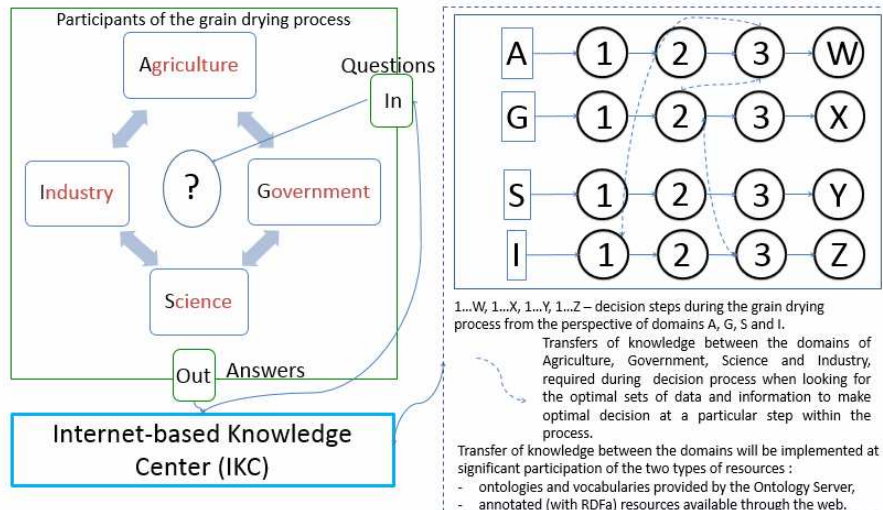 Participants of the grain drying process
Agriculture
Questions
In
Industry
?
Government
Science
Out
Answers
Internet-based Knowledge
Center (IKC)
A 1 2 3 W
G 1 2 3 X
S 1 2 3 Y
I 1 2 3 Z
1...W, 1...X, 1...Y, 1...Z – decision steps during the grain drying
process from the perspective of domains A, G, S and I.
Transfers of knowledge between the domains of
Agriculture, Government, Science and Industry,
required during decision process when looking for
the optimal sets of data and information to make
optimal decision at a particular step within the
process.
Transfer of knowledge between the domains will be implemented at
significant participation of the two types of resources :
- ontologies and vocabularies provided by the Ontology Server,
- annotated (with RDFa) resources available through the web.